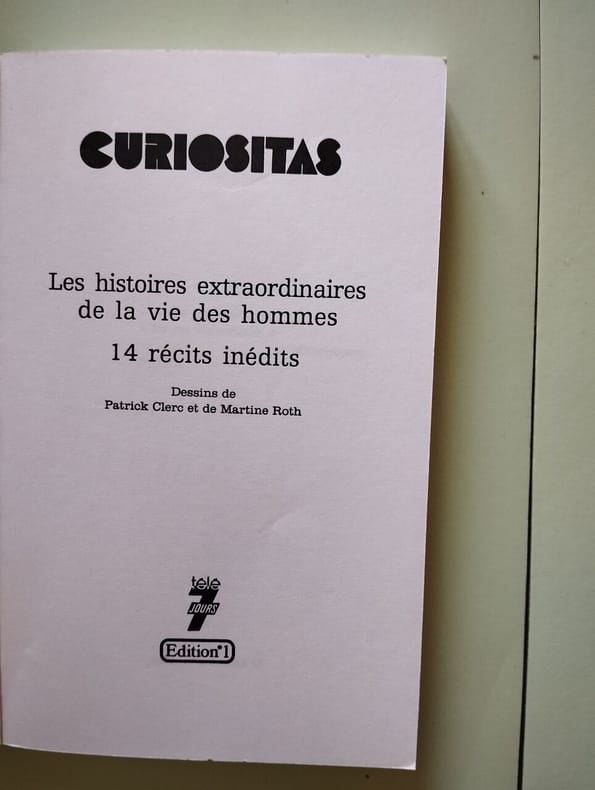 CURIOSITAS
Les histoires extraordinaires
de la vie des hommes
14 récits inédits
Dessins de
Patrick Clerc et de Martine Roth
télé
7
JOURS
Edition°1